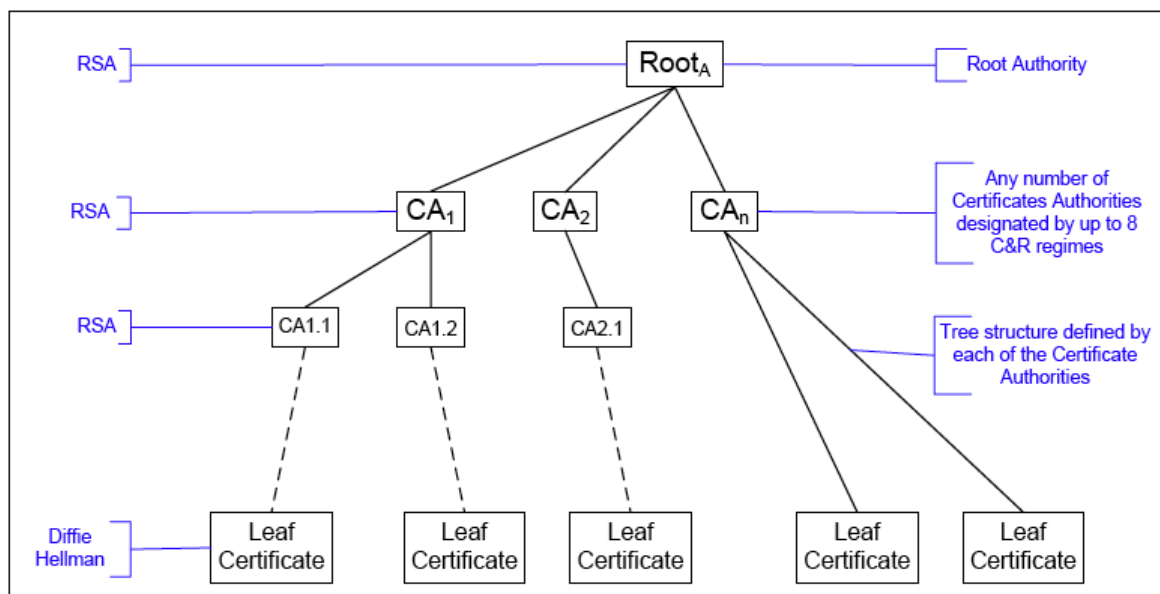 RSA
Root_A
Root Authority
RSA
CA_1
CA_2
CA_n
Any number of
Certificates Authorities
designated by up to 8
C&R regimes
RSA
CA1.1
CA1.2
CA2.1
Tree structure defined by
each of the Certificate
Authorities
Diffie
Hellman
Leaf
Certificate
Leaf
Certificate
Leaf
Certificate
Leaf
Certificate
Leaf
Certificate